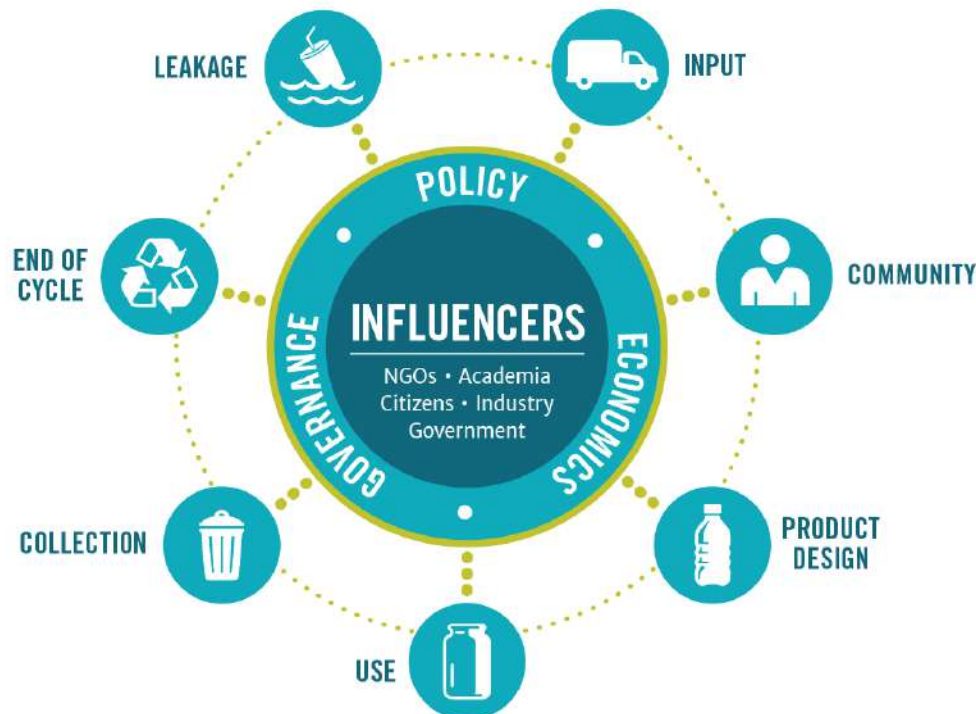 LEAKAGE
INPUT
POLICY
END OF
CYCLE
COMMUNITY
INFLUENCERS
NGOs • Academia
Citizens • Industry
Government
GOVERNANCE
ECONOMICS
COLLECTION
PRODUCT
DESIGN
USE